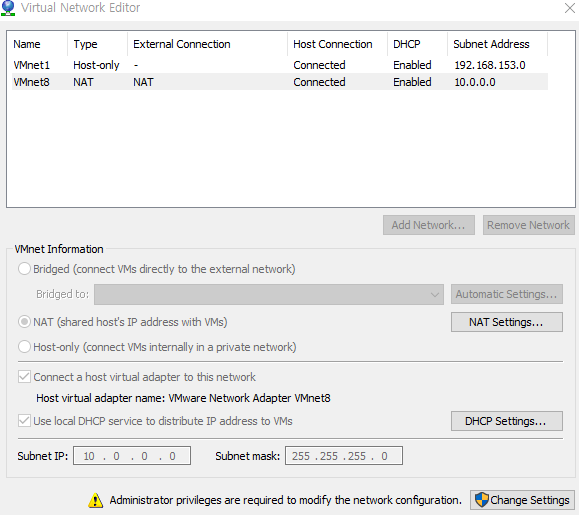 Virtual Network Editor
Name Type External Connection Host Connection DHCP Subnet Address
VMnet1 Host-only - Connected Enabled 192.168.153.0
VMnet8 NAT NAT Connected Enabled 10.0.0.0
Add Network... Remove Network
VMnet Information
Bridged (connect VMs directly to the external network)
Bridged to: Automatic Settings...
NAT (shared host's IP address with VMs) NAT Settings...
Host-only (connect VMs internally in a private network)
Connect a host virtual adapter to this network
Host virtual adapter name: VMware Network Adapter VMnet8
Use local DHCP service to distribute IP address to VMs DHCP Settings...
Subnet IP: 10 . 0 . 0 . 0 Subnet mask: 255 . 255 . 255 . 0
Administrator privileges are required to modify the network configuration. Change Settings